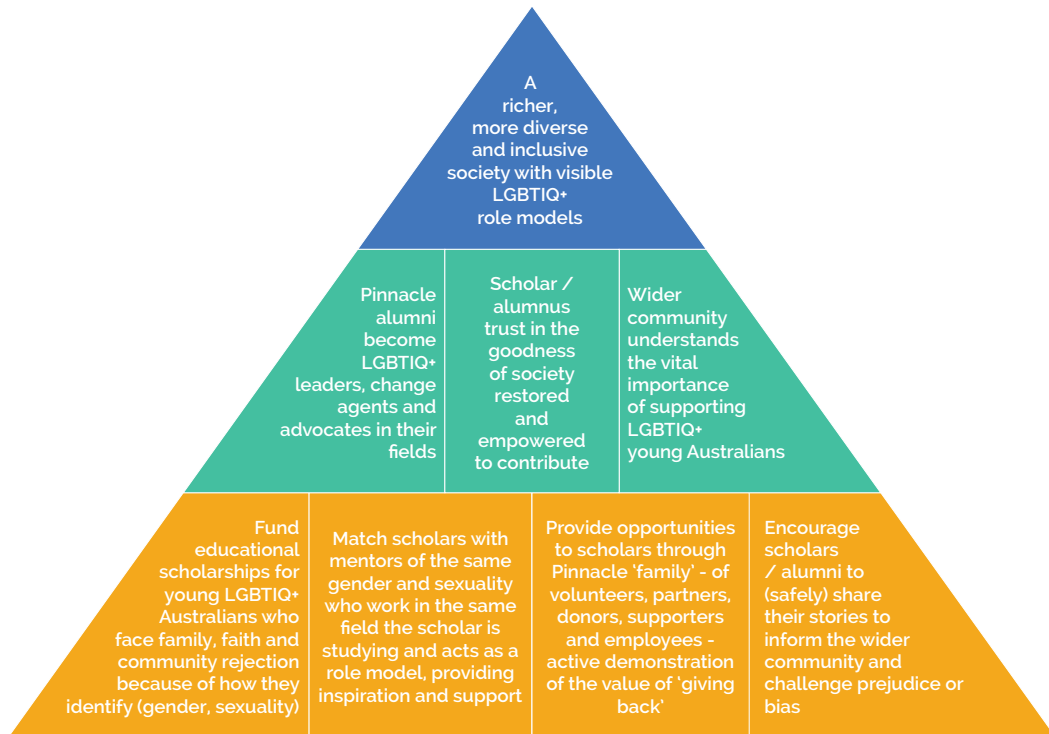 A
richer,
more diverse
and inclusive
society with visible
LGBTIQ+
role models
Pinnacle
alumni
become
LGBTIQ+
leaders, change
agents and
advocates in their
fields
Scholar /
alumnus
trust in the
goodness
of society
restored
and
empowered
to contribute
Wider
community
understands
the vital
importance
of supporting
LGBTIQ+
young Australians
Fund
educational
scholarships for
young LGBTIQ+
Australians who
face family, faith and
community rejection
because of how they
identify (gender, sexuality)
Match scholars with
mentors of the same
gender and sexuality
who work in the same
field the scholar is
studying and acts as a
role model, providing
inspiration and support
Provide opportunities
to scholars through
Pinnacle ‘family‘ - of
volunteers, partners,
donors, supporters
and employees -
active demonstration
of the value of ‘giving
back‘
Encourage
scholars
/ alumni to
(safely) share
their stories to
inform the wider
community and
challenge prejudice or
bias